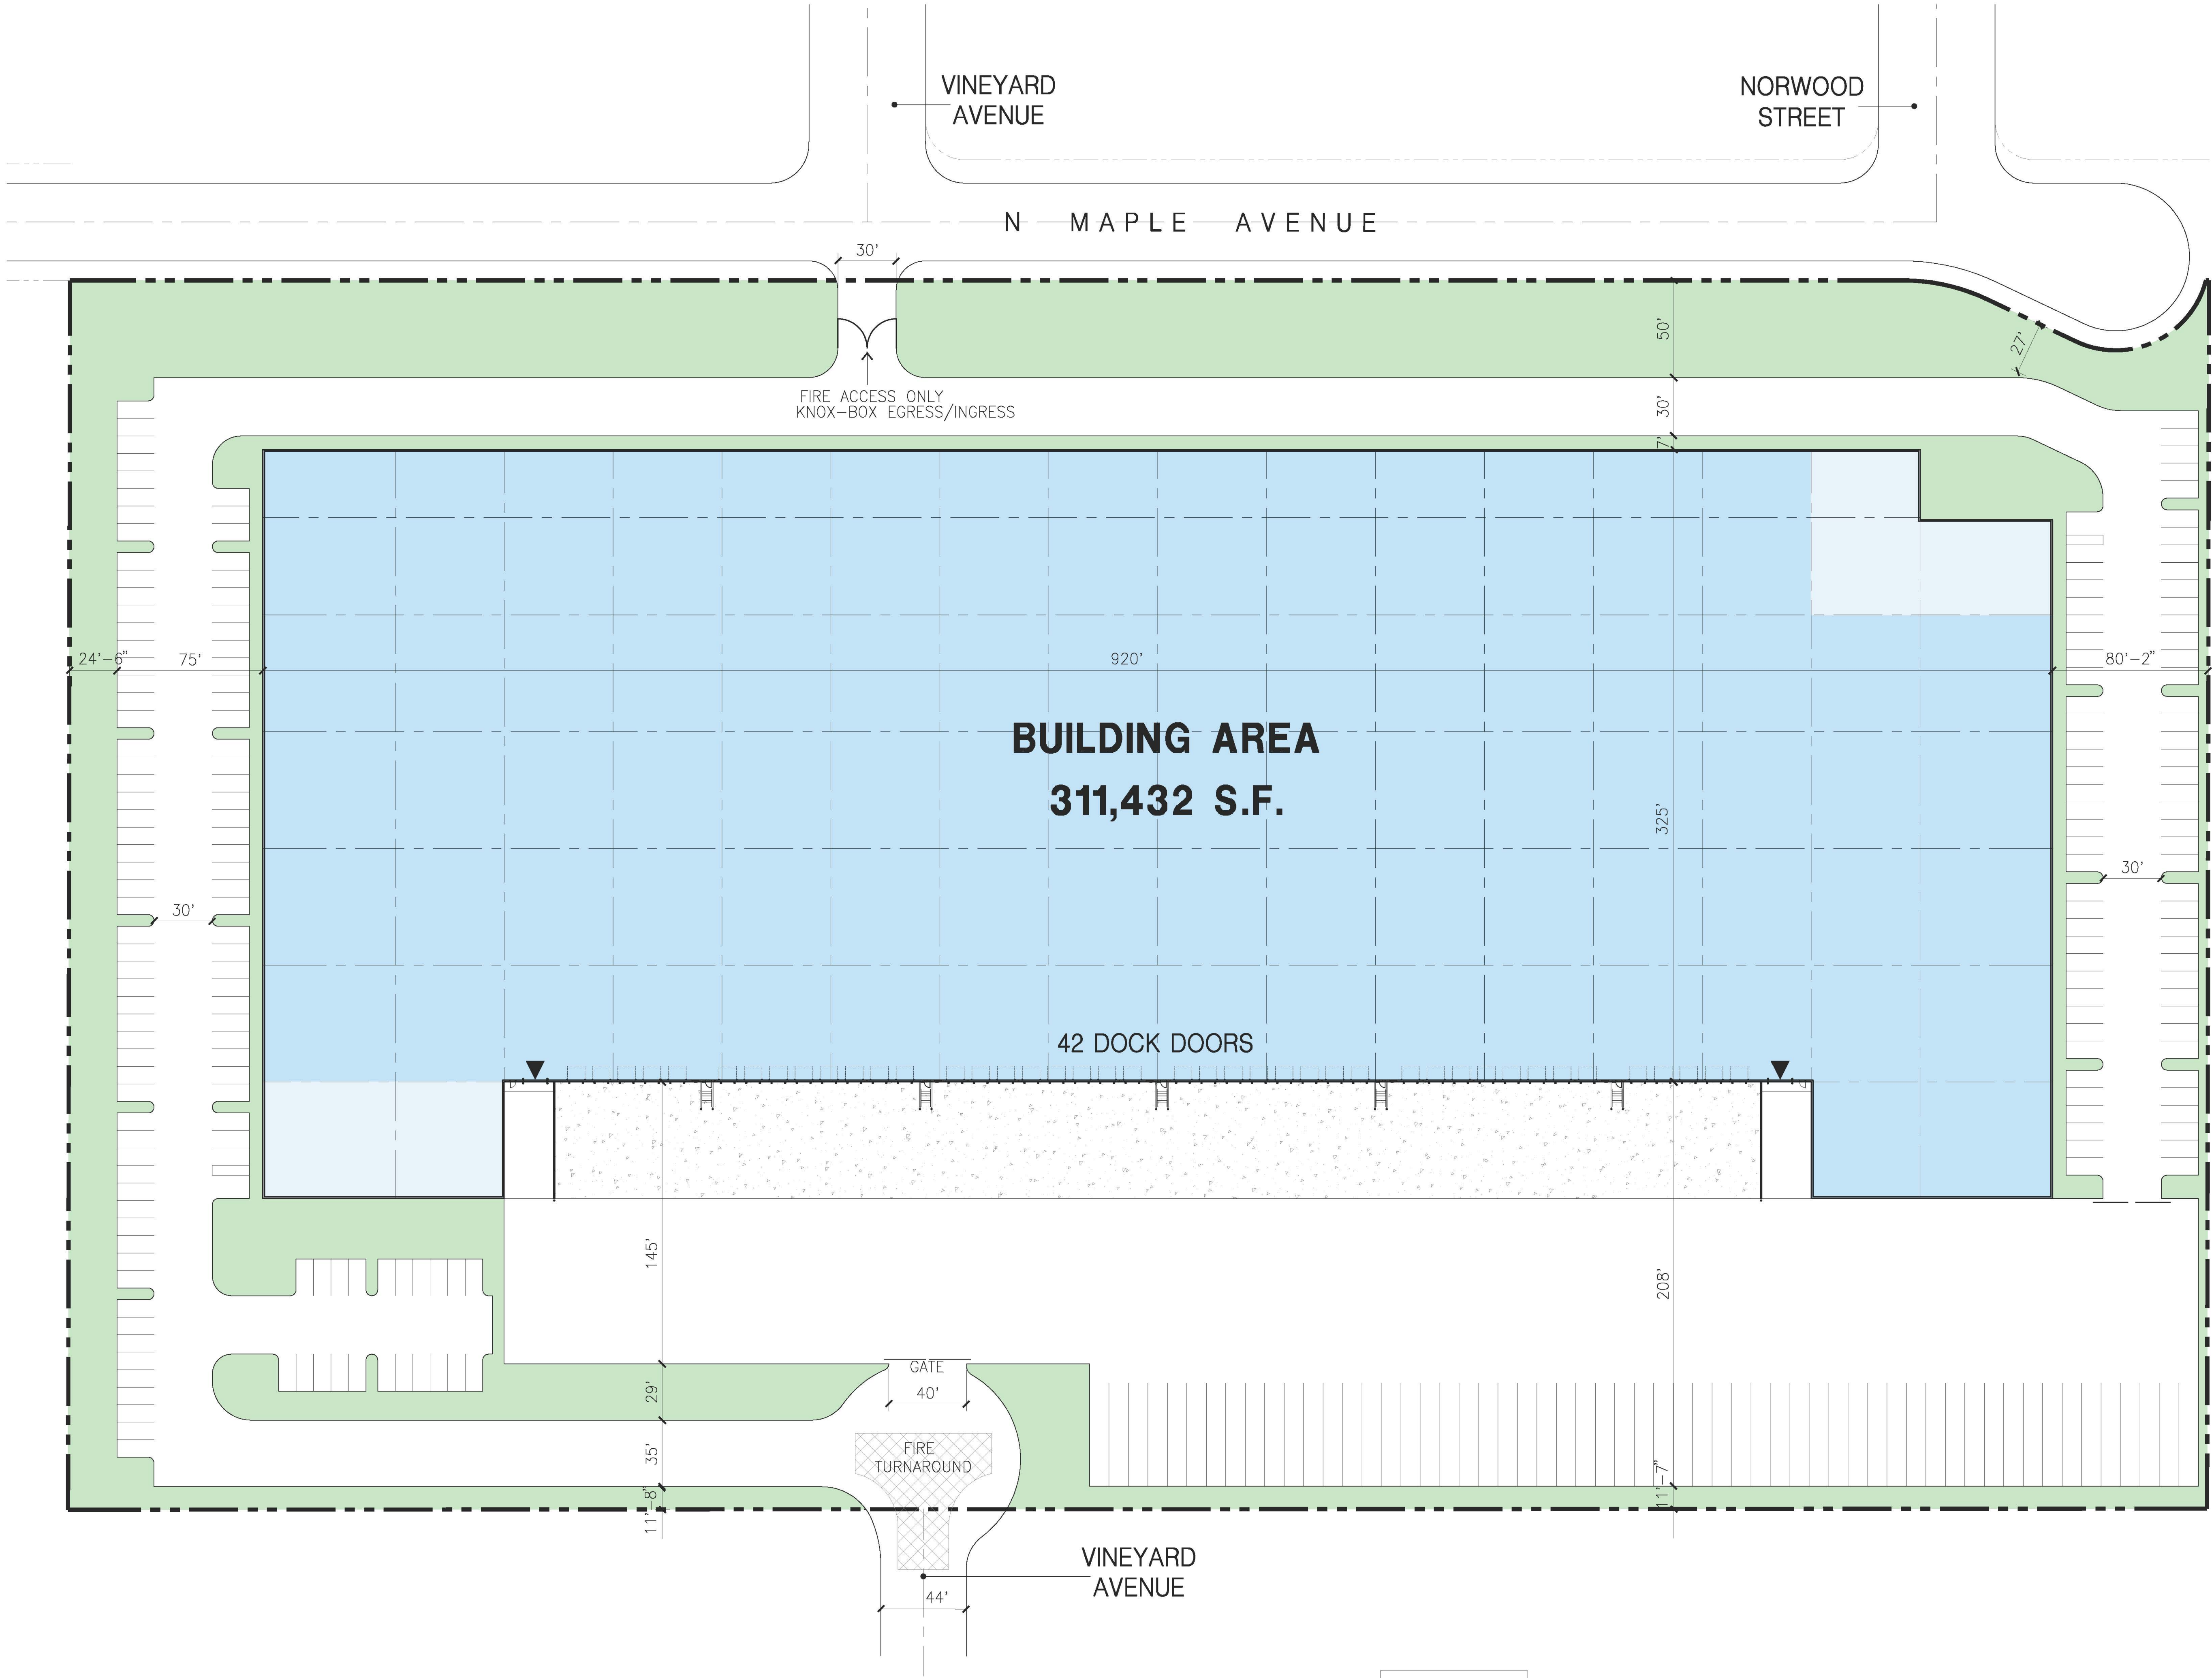 VINEYARD
AVENUE
NORWOOD
STREET
N MAPLE AVENUE
30'
50'
27'
FIRE ACCESS ONLY
KNOX-BOX EGRESS/INGRESS
30'
7'
24'-6"
75'
920'
80'-2"
BUILDING AREA
311,432 S.F.
325'
30'
30'
42 DOCK DOORS
145'
208'
GATE
40'
29'
35'
FIRE
TURNAROUND
11'-8"
11'-7"
VINEYARD
AVENUE
44'